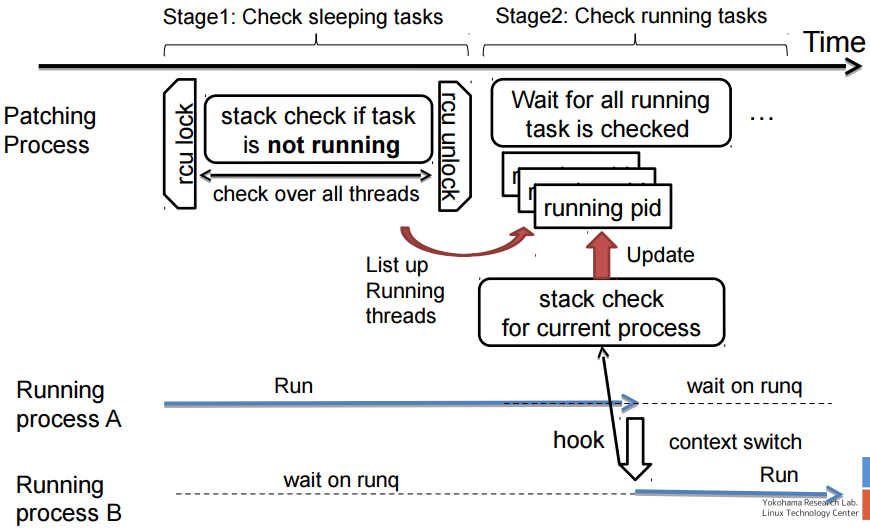 Stage1: Check sleeping tasks
Stage2: Check running tasks
Time
Patching
Process
rcu lock
stack check if task
is not running
check over all threads
rcu unlock
Wait for all running
task is checked
...
running pid
List up
Running
threads
Update
stack check
for current process
Running
process A
Run
wait on runq
hook
context switch
Running
process B
wait on runq
Run
Yokohama Research Lab.
Linux Technology Center